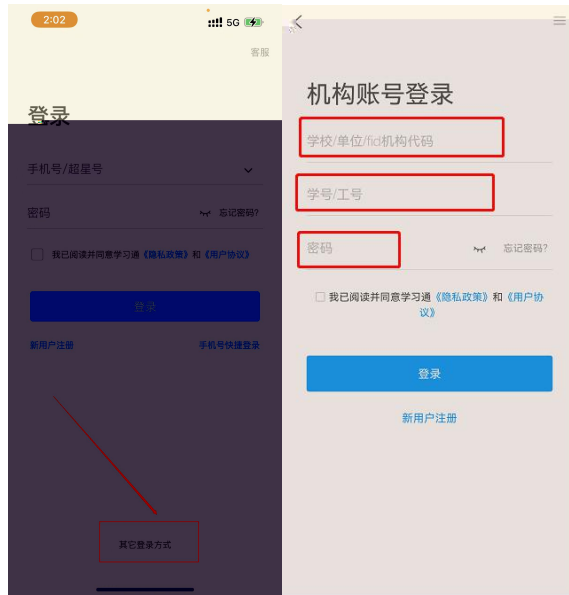 2:02
5G
客服
登录
手机号/超星号
密码
忘记密码?
我已阅读并同意学习通《隐私政策》和《用户协议》
登录
新用户注册
手机号快捷登录
其它登录方式
机构账号登录
学校/单位/fid机构代码
学号/工号
密码
忘记密码?
我已阅读并同意学习通《隐私政策》和《用户协
议》
登录
新用户注册